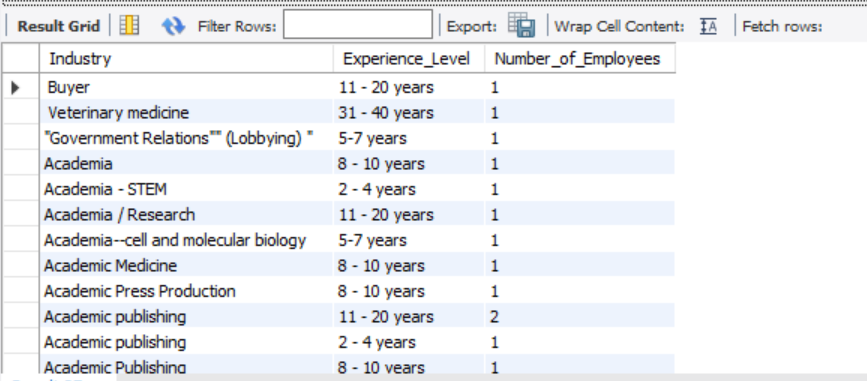 Result Grid Filter Rows: Export: Wrap Cell Content: Fetch rows:
Industry Experience_Level Number_of_Employees
Buyer 11 - 20 years 1
Veterinary medicine 31 - 40 years 1
"Government Relations"" (Lobbying) " 5-7 years 1
Academia 8 - 10 years 1
Academia - STEM 2 - 4 years 1
Academia / Research 11 - 20 years 1
Academia--cell and molecular biology 5-7 years 1
Academic Medicine 8 - 10 years 1
Academic Press Production 8 - 10 years 1
Academic publishing 11 - 20 years 2
Academic publishing 2 - 4 years 1
Academic Publishing 8 - 10 years 1